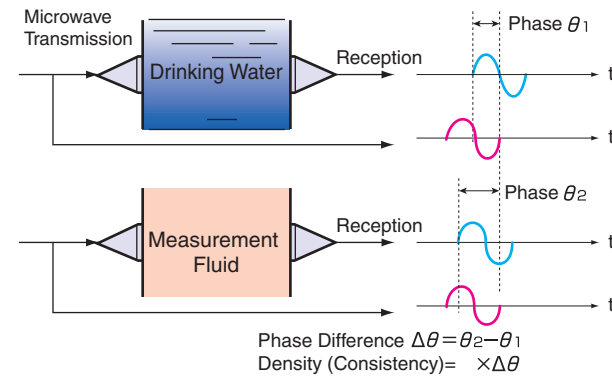 Microwave
Transmission
Drinking Water
Reception
Phase θ1
t
t
Measurement
Fluid
Reception
Phase θ2
t
t
Phase Difference Δθ=θ2−θ1
Density (Consistency)= ×Δθ